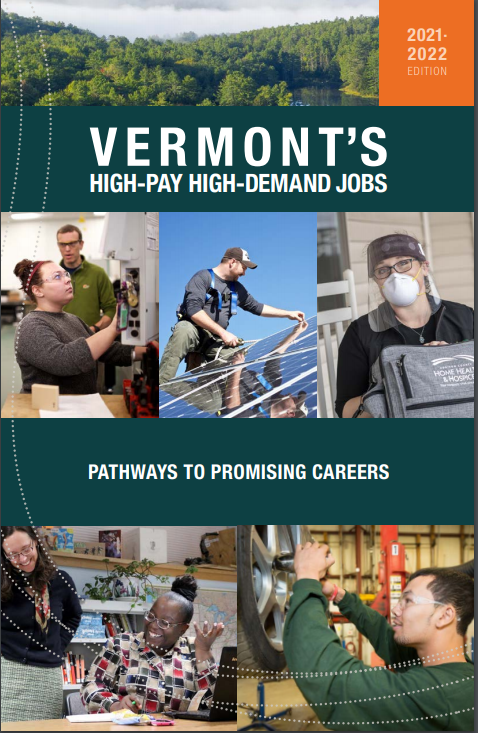 2021-
2022
EDITION
VERMONT'S
HIGH-PAY HIGH-DEMAND JOBS
HOME HEALTH
& HOSPICE
PATHWAYS TO PROMISING CAREERS